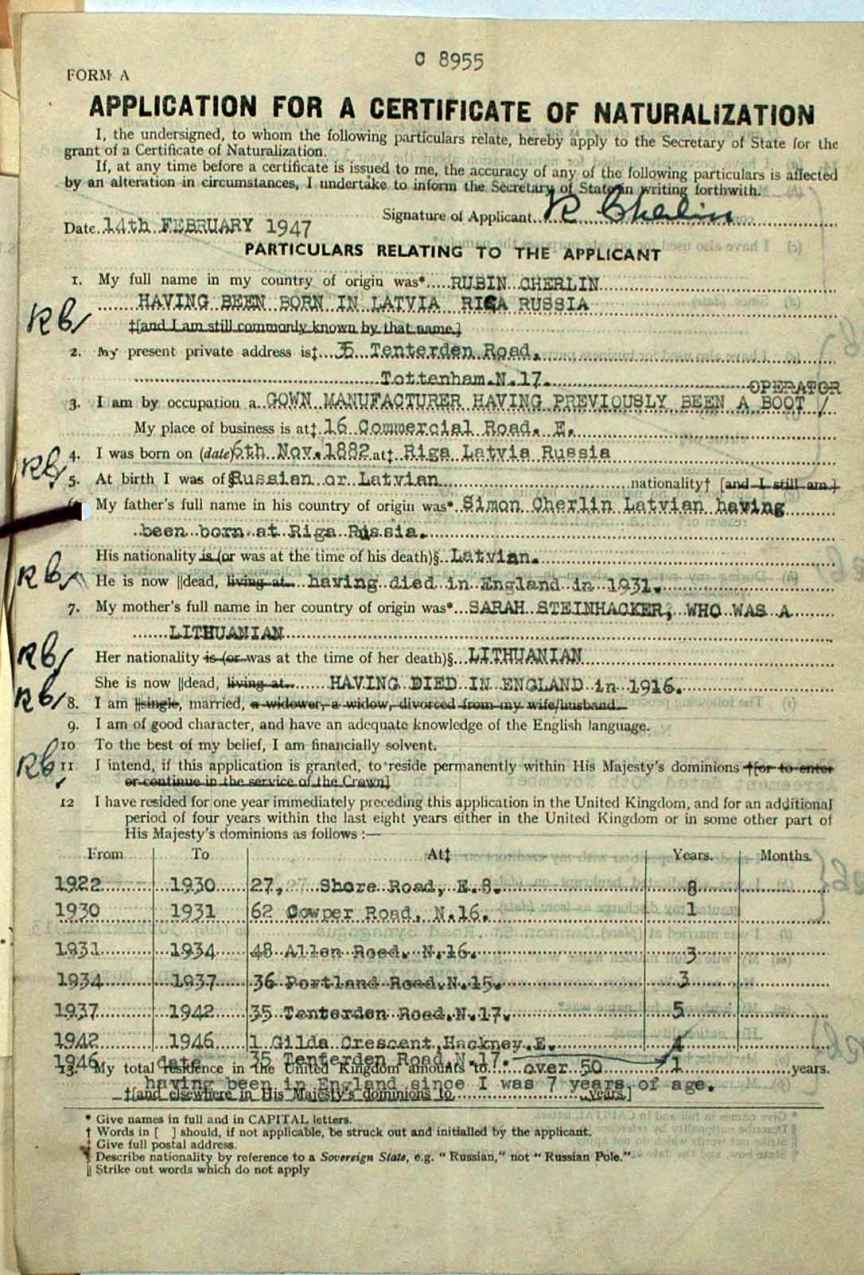 C 8955
FORM A
APPLICATION FOR A CERTIFICATE OF NATURALIZATION
I, the undersigned, to whom the following particulars relate, hereby apply to the Secretary of State for the
grant of a Certificate of Naturalization.
If, at any time before a certificate is issued to me, the accuracy of any of the following particulars is affected
by an alteration in circumstances, I undertake to inform the Secretary of State in writing forthwith.
Date 14th FEBRUARY 1947 Signature of Applicant R Cherlin
PARTICULARS RELATING TO THE APPLICANT
1. My full name in my country of origin was* RUBIN CHERLIN
HAVING BEEN BORN IN LATVIA RIGA RUSSIA
‡[and I am still commonly known by that name.]
2. My present private address is‡ 35 Tenterden Road,
Tottenham.N.17.
OPERATOR
3. I am by occupation a GOWN MANUFACTURER HAVING PREVIOUSLY BEEN A BOOT /
My place of business is at‡ 16 Commercial Road. E.
4. I was born on (date) 6th Nov.1882 at‡ Riga Latvia Russia
5. At birth I was of§ Russian or Latvian nationality† [and I still am.]
My father's full name in his country of origin was* Simon Cherlin Latvian having
been born at Riga Russia.
His nationality is (or was at the time of his death)§ Latvian.
He is now ||dead, living at having died in England in 1931.
7. My mother's full name in her country of origin was* SARAH STEINHACKER, WHO WAS A
LITHUANIAN
Her nationality is (or was at the time of her death)§ LITHUANIAN
She is now ||dead, living at HAVING DIED IN ENGLAND in 1916.
8. I am ||single, married, a widower, a widow, divorced from my wife/husband.
9. I am of good character, and have an adequate knowledge of the English language.
10 To the best of my belief, I am financially solvent.
11 I intend, if this application is granted, to reside permanently within His Majesty's dominions †[or to enter
or continue in the service of the Crown]
12 I have resided for one year immediately preceding this application in the United Kingdom, and for an additional
period of four years within the last eight years either in the United Kingdom or in some other part of
His Majesty's dominions as follows :—
From To At‡ Years. Months.
1922 1930 27, Shore Road, E.8. 8
1930 1931 62 Cowper Road, N.16. 1
1931 1934 48 Allen Road. N.16. 3
1934 1937 36 Portland Road.N.15. 3
1937 1942 35 Tenterden Road.N.17. 5
1942 1946 1 Gilda Crescent,Hackney.E. 4
1946 date 35 Tenterden Road.N.17. 1
13. My total residence in the United Kingdom amounts to over 50 years.
having been in England since I was 7 years of age.
‡[and elsewhere in His Majesty's dominions to years]
* Give names in full and in CAPITAL letters.
† Words in [ ] should, if not applicable, be struck out and initialled by the applicant.
‡ Give full postal address.
Describe nationality by reference to a Sovereign State, e.g. "Russian," not "Russian Pole."
|| Strike out words which do not apply